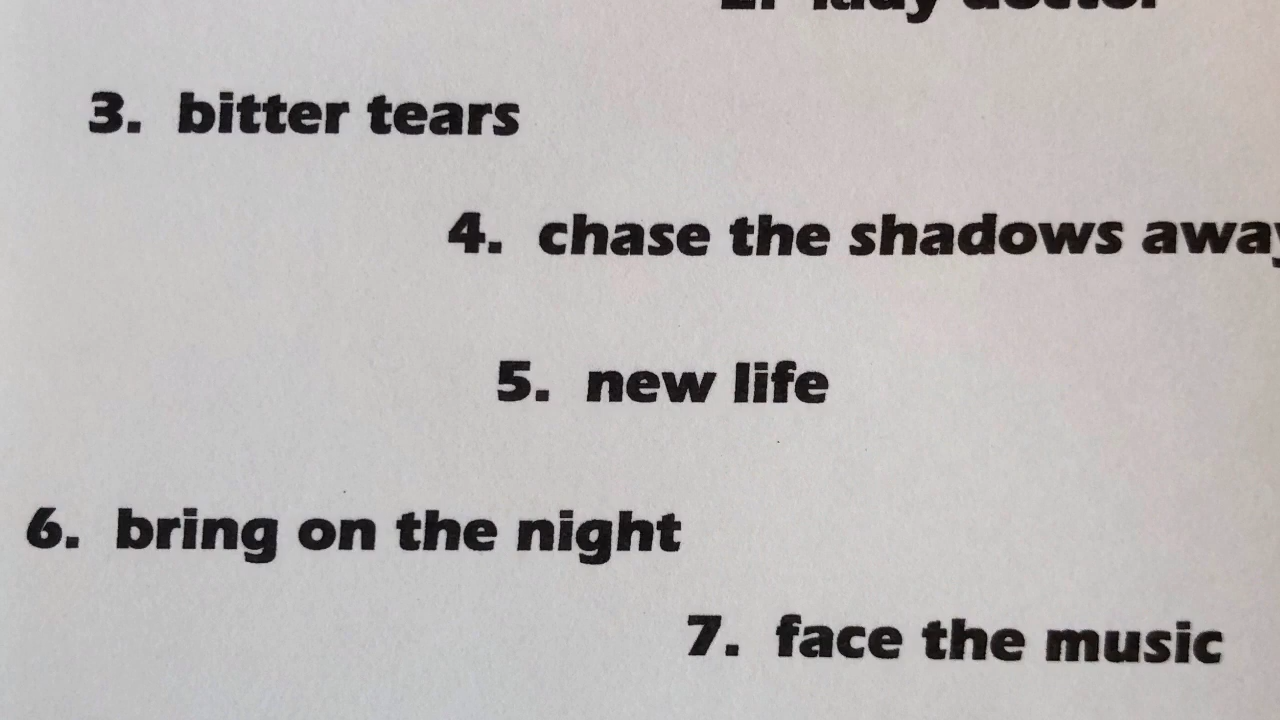 3. bitter tears
4. chase the shadows away
5. new life
6. bring on the night
7. face the music